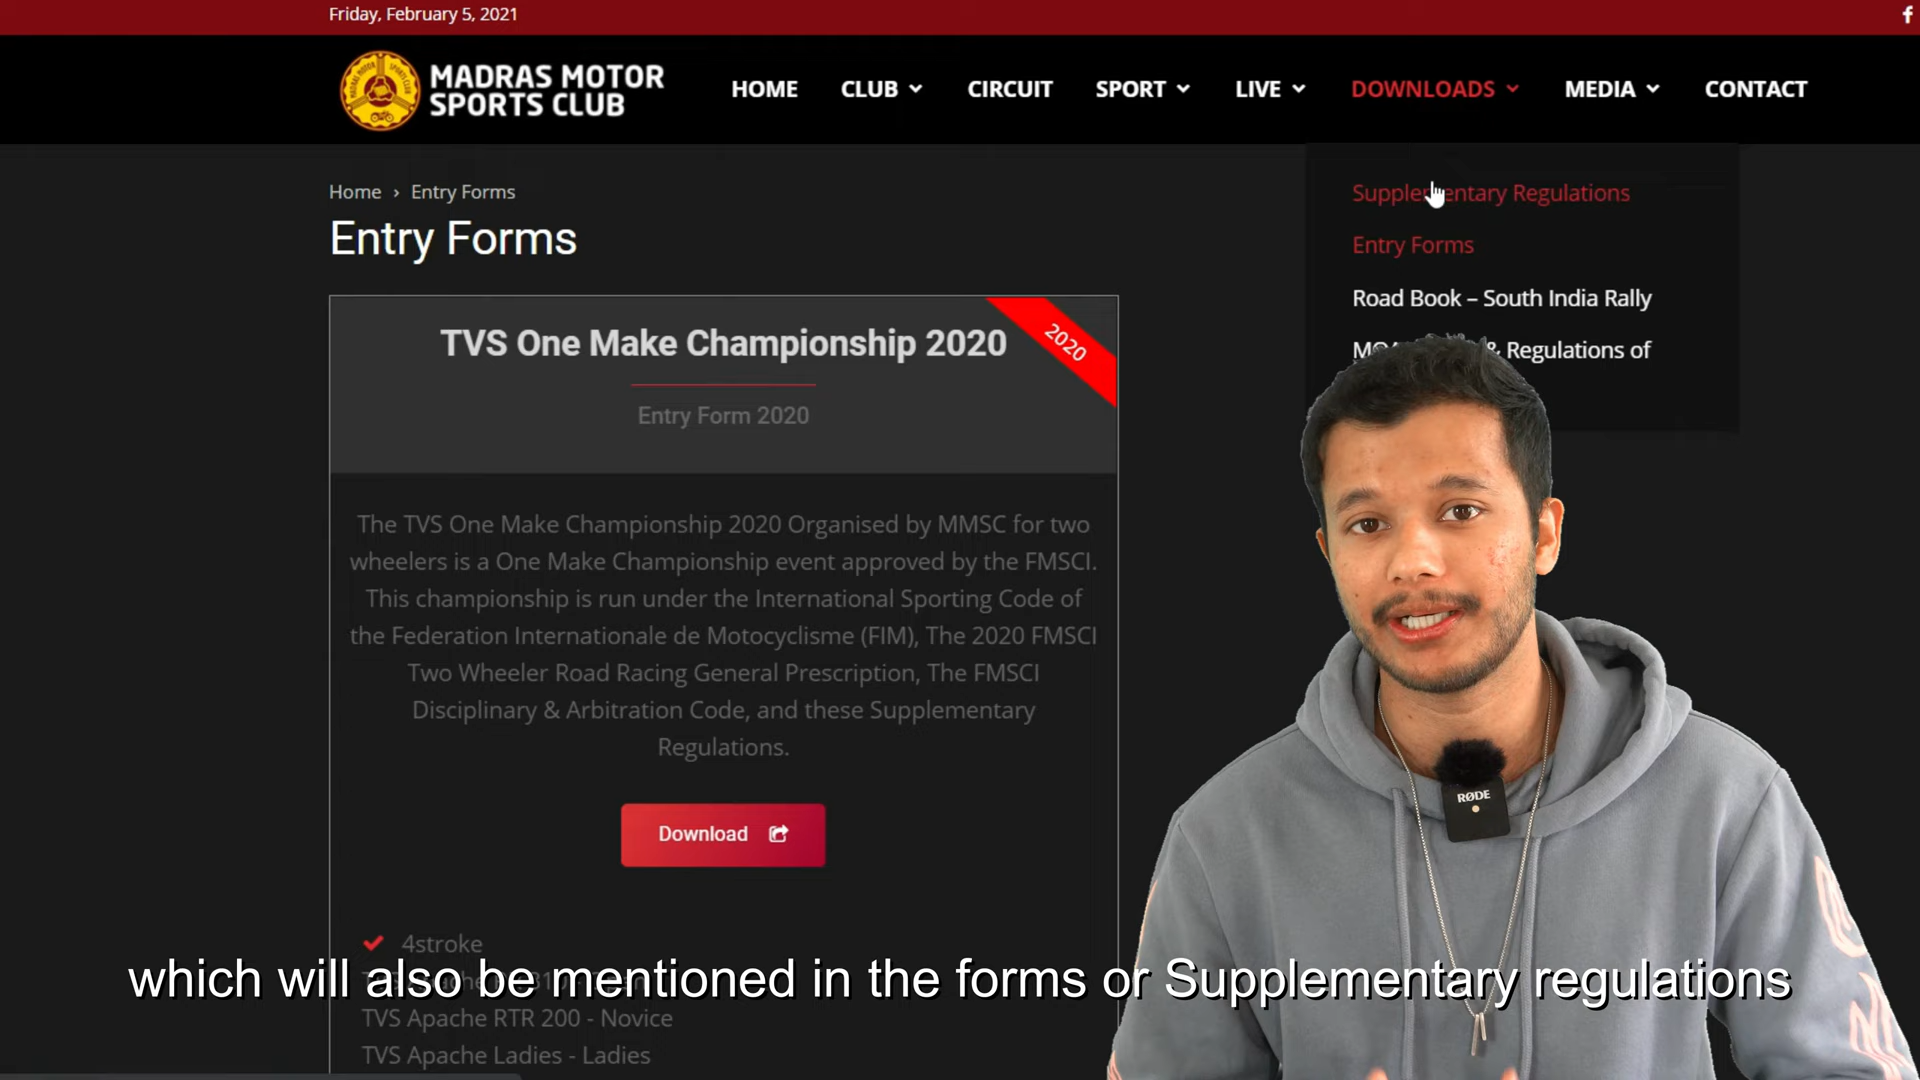 Friday, February 5, 2021
MADRAS MOTOR
SPORTS CLUB
HOME CLUB CIRCUIT SPORT LIVE DOWNLOADS MEDIA CONTACT
Home › Entry Forms
Entry Forms
Supplementary Regulations
Entry Forms
Road Book – South India Rally
& Regulations of
TVS One Make Championship 2020
2020
Entry Form 2020
The TVS One Make Championship 2020 Organised by MMSC for two
wheelers is a One Make Championship event approved by the FMSCI.
This championship is run under the International Sporting Code of
the Federation Internationale de Motocyclisme (FIM), The 2020 FMSCI
Two Wheeler Road Racing General Prescription, The FMSCI
Disciplinary & Arbitration Code, and these Supplementary
Regulations.
Download
RØDE
4stroke
which will also be mentioned in the forms or Supplementary regulations
TVS Apache RTR 200 - Novice
TVS Apache Ladies - Ladies